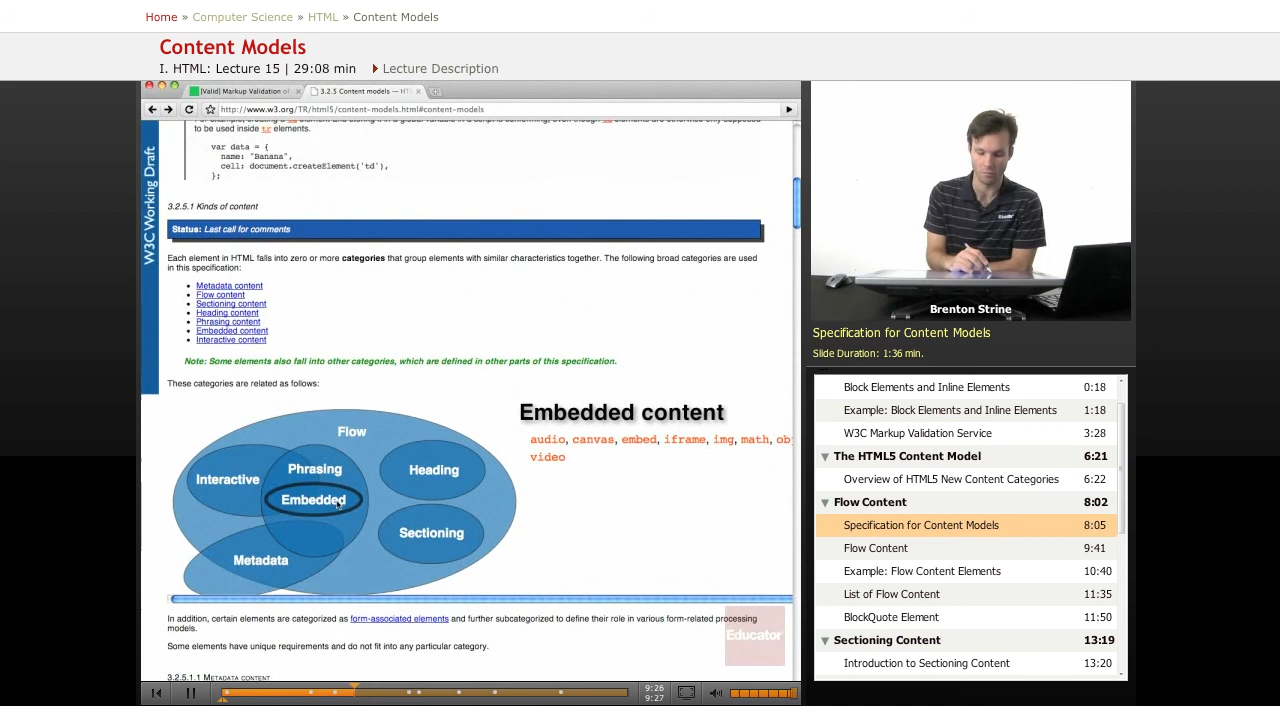 Home » Computer Science » HTML » Content Models
Content Models
I. HTML: Lecture 15 | 29:08 min
Lecture Description
[Valid] Markup Validation of
3.2.5 Content models — HT
http://www.w3.org/TR/html5/content-models.html#content-models
W3C Working Draft
to be used inside tr elements.
var data = {
name: "Banana",
cell: document.createElement('td'),
};
3.2.5.1 Kinds of content
Status: Last call for comments
Each element in HTML falls into zero or more categories that group elements with similar characteristics together. The following broad categories are used
in this specification:
Metadata content
Flow content
Sectioning content
Heading content
Phrasing content
Embedded content
Interactive content
Note: Some elements also fall into other categories, which are defined in other parts of this specification.
These categories are related as follows:
Flow
Interactive
Phrasing
Embedded
Heading
Sectioning
Metadata
Embedded content
audio, canvas, embed, iframe, img, math, ob
video
In addition, certain elements are categorized as form-associated elements and further subcategorized to define their role in various form-related processing
models.
Some elements have unique requirements and do not fit into any particular category.
3.2.5.1.1 Metadata content
Educator
9:26
9:27
Brenton Strine
Specification for Content Models
Slide Duration: 1:36 min.
Block Elements and Inline Elements 0:18
Example: Block Elements and Inline Elements 1:18
W3C Markup Validation Service 3:28
The HTML5 Content Model 6:21
Overview of HTML5 New Content Categories 6:22
Flow Content 8:02
Specification for Content Models 8:05
Flow Content 9:41
Example: Flow Content Elements 10:40
List of Flow Content 11:35
BlockQuote Element 11:50
Sectioning Content 13:19
Introduction to Sectioning Content 13:20